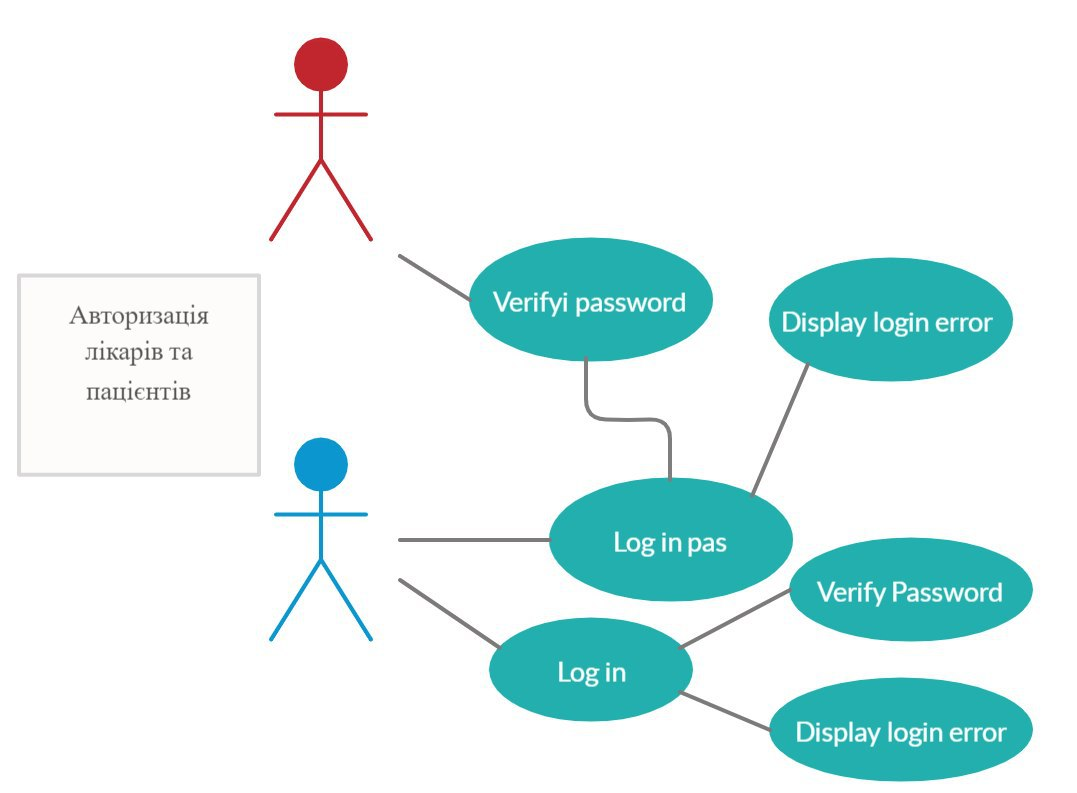 Verifyi password
Display login error
Авторизація
лікарів та
пацієнтів
Log in pas
Verify Password
Log in
Display login error